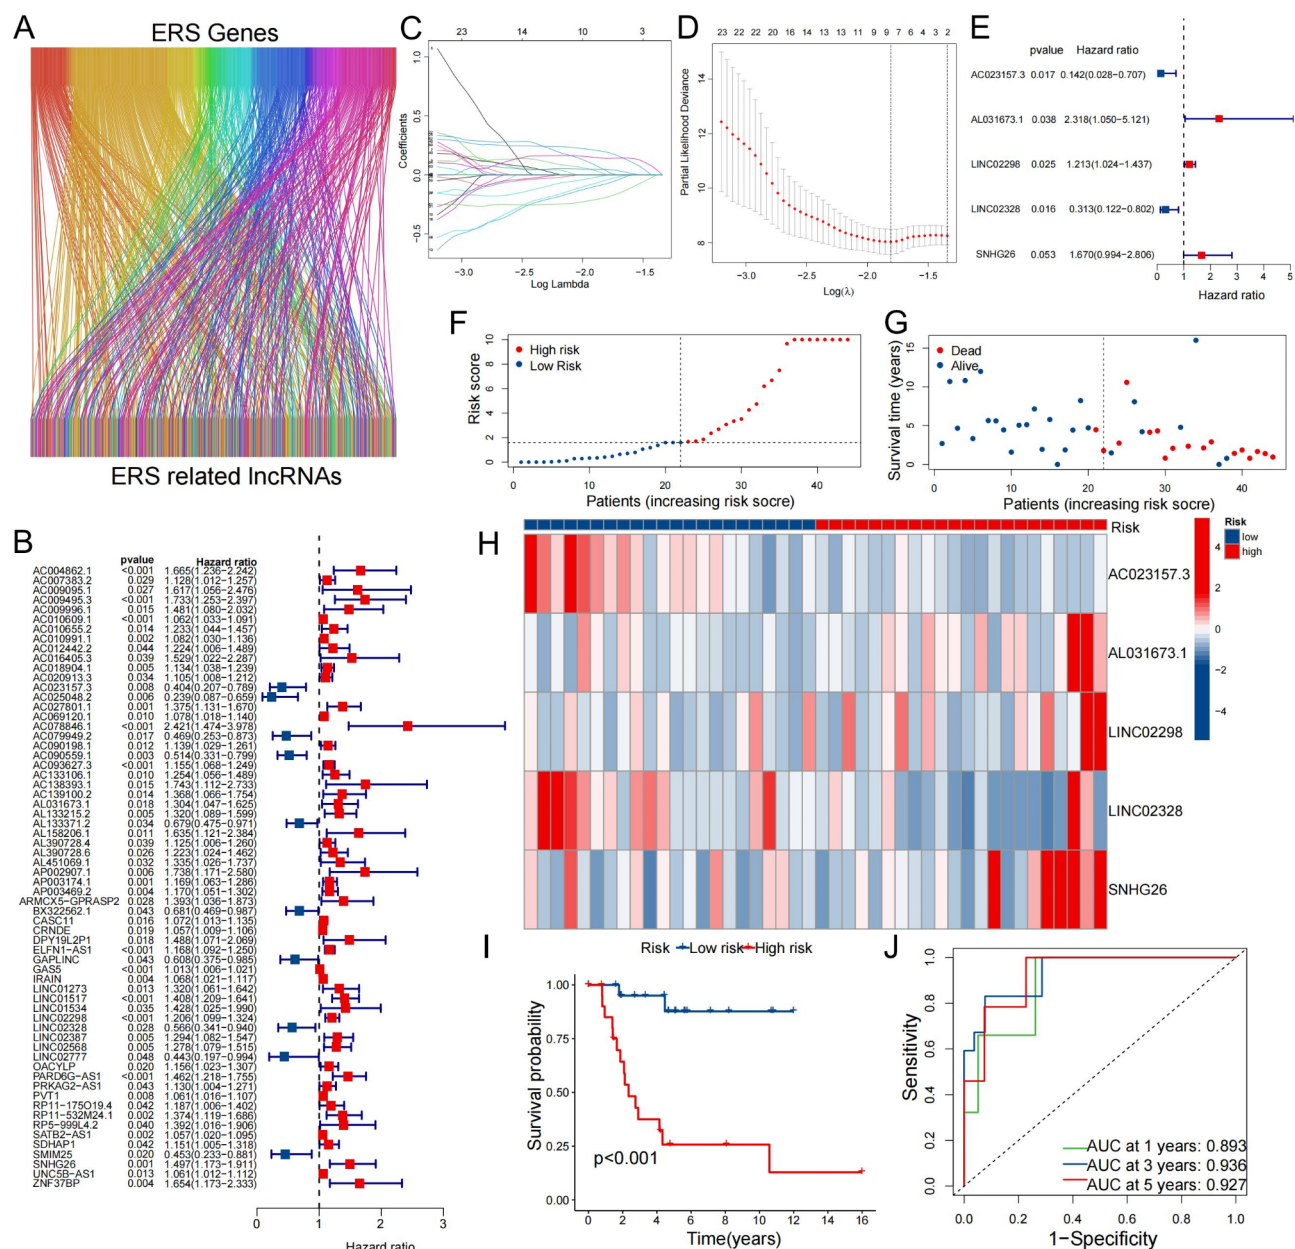 A
ERS Genes
ERS related lncRNAs
B
pvalue Hazard ratio
AC004862.1 <0.001 1.665(1.236−2.242)
AC007383.2 0.029 1.128(1.012−1.257)
AC009095.1 0.027 1.617(1.056−2.476)
AC009495.3 <0.001 1.733(1.253−2.397)
AC009996.1 0.015 1.481(1.080−2.032)
AC010609.1 <0.001 1.062(1.033−1.091)
AC010655.2 0.014 1.233(1.044−1.457)
AC010991.1 0.002 1.082(1.030−1.136)
AC012442.2 0.044 1.224(1.006−1.489)
AC016405.3 0.039 1.529(1.022−2.287)
AC018904.1 0.005 1.134(1.038−1.239)
AC020913.3 0.034 1.105(1.008−1.212)
AC023157.3 0.008 0.404(0.207−0.789)
AC025048.2 0.006 0.239(0.087−0.659)
AC027801.1 <0.001 1.375(1.131−1.670)
AC069120.1 0.010 1.078(1.018−1.140)
AC078846.1 <0.001 2.421(1.474−3.978)
AC079949.2 0.017 0.469(0.253−0.873)
AC090198.1 0.012 1.139(1.029−1.261)
AC090559.1 0.003 0.514(0.331−0.799)
AC093627.3 <0.001 1.155(1.068−1.249)
AC133106.1 0.010 1.254(1.056−1.489)
AC138393.1 0.015 1.743(1.112−2.733)
AC139100.2 0.014 1.368(1.066−1.754)
AL031673.1 0.018 1.304(1.047−1.625)
AL133215.2 0.005 1.320(1.089−1.599)
AL133371.2 0.034 0.679(0.475−0.971)
AL158206.1 0.011 1.635(1.121−2.384)
AL390728.4 0.039 1.125(1.006−1.260)
AL390728.6 0.026 1.223(1.024−1.462)
AL451069.1 0.032 1.335(1.026−1.737)
AP002907.1 0.006 1.738(1.171−2.580)
AP003174.1 0.001 1.169(1.063−1.286)
AP003469.2 0.004 1.170(1.051−1.302)
ARMCX5−GPRASP2 0.028 1.393(1.036−1.873)
BX322562.1 0.043 0.681(0.469−0.987)
CASC11 0.016 1.072(1.013−1.135)
CRNDE 0.019 1.057(1.009−1.106)
DPY19L2P1 0.018 1.488(1.071−2.069)
ELFN1−AS1 <0.001 1.168(1.092−1.250)
GAPLINC 0.043 0.608(0.375−0.985)
GAS5 <0.001 1.013(1.006−1.021)
IRAIN 0.004 1.068(1.021−1.117)
LINC01273 0.013 1.320(1.061−1.642)
LINC01517 <0.001 1.408(1.209−1.641)
LINC01534 0.035 1.428(1.025−1.990)
LINC02298 <0.001 1.206(1.099−1.324)
LINC02328 0.028 0.566(0.341−0.940)
LINC02387 0.005 1.294(1.082−1.547)
LINC02568 0.005 1.278(1.079−1.515)
LINC02777 0.048 0.443(0.197−0.994)
OACYLP 0.020 1.156(1.023−1.307)
PARD6G−AS1 <0.001 1.462(1.218−1.755)
PRKAG2−AS1 0.043 1.130(1.004−1.271)
PVT1 0.008 1.061(1.016−1.107)
RP11−175O19.4 0.042 1.187(1.006−1.402)
RP11−532M24.1 0.002 1.374(1.119−1.686)
RP5−999L4.2 0.040 1.392(1.016−1.906)
SATB2−AS1 0.002 1.057(1.020−1.095)
SDHAP1 0.042 1.151(1.005−1.318)
SMIM25 0.020 0.453(0.233−0.881)
SNHG26 0.001 1.497(1.173−1.911)
UNC5B−AS1 0.013 1.061(1.012−1.112)
ZNF37BP 0.004 1.654(1.173−2.333)
0 1 2 3
Hazard ratio
C
23 14 10 3
1.0
0.5
0.0
−0.5
Coefficients
−3.0 −2.5 −2.0 −1.5
Log Lambda
D
23 22 22 20 16 14 13 13 11 9 9 7 6 4 3 2
14
12
10
8
Partial Likelihood Deviance
−3.0 −2.5 −2.0 −1.5
Log(λ)
E
pvalue Hazard ratio
AC023157.3 0.017 0.142(0.028−0.707)
AL031673.1 0.038 2.318(1.050−5.121)
LINC02298 0.025 1.213(1.024−1.437)
LINC02328 0.016 0.313(0.122−0.802)
SNHG26 0.053 1.670(0.994−2.806)
0 1 2 3 4 5
Hazard ratio
F
High risk
Low Risk
10
8
6
4
2
0
Risk score
0 10 20 30 40
Patients (increasing risk socre)
G
Dead
Alive
15
10
5
0
Survival time (years)
0 10 20 30 40
Patients (increasing risk socre)
H
Risk
AC023157.3
AL031673.1
LINC02298
LINC02328
SNHG26
4
2
0
−2
−4
Risk
low
high
I
Risk Low risk High risk
1.00
0.75
0.50
0.25
0.00
Survival probability
p<0.001
0 2 4 6 8 10 12 14 16
Time(years)
J
1.0
0.8
0.6
0.4
0.2
0.0
Sensitivity
AUC at 1 years: 0.893
AUC at 3 years: 0.936
AUC at 5 years: 0.927
0.0 0.2 0.4 0.6 0.8 1.0
1−Specificity